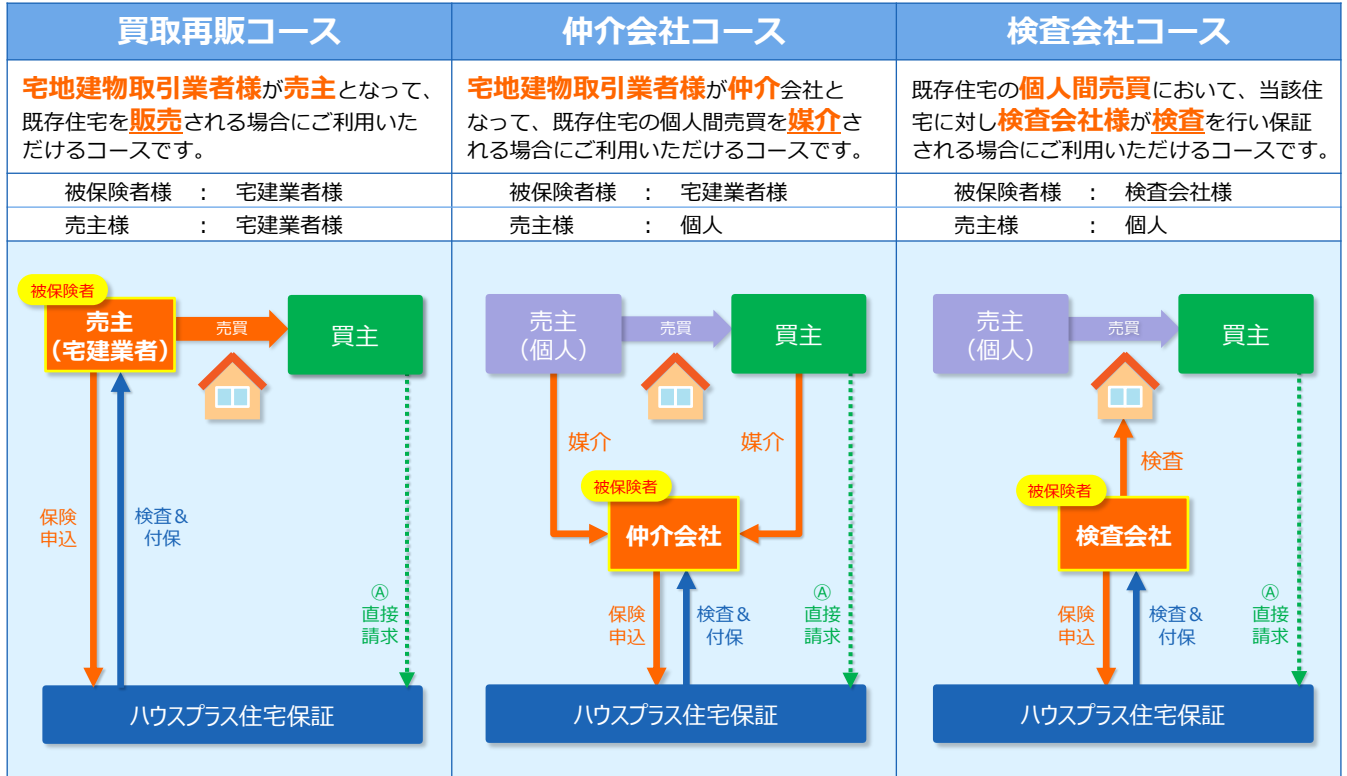 買取再販コース
宅地建物取引業者様が売主となって、
既存住宅を販売される場合にご利用いた
だけるコースです。
被保険者様 : 宅建業者様
売主様 : 宅建業者様
被保険者
売主
(宅建業者)
売買
買主
保険
申込
検査&
付保
Ⓐ
直接
請求
ハウスプラス住宅保証
仲介会社コース
宅地建物取引業者様が仲介会社と
なって、既存住宅の個人間売買を媒介さ
れる場合にご利用いただけるコースです。
被保険者様 : 宅建業者様
売主様 : 個人
売主
(個人)
売買
買主
媒介
媒介
被保険者
仲介会社
保険
申込
検査&
付保
Ⓐ
直接
請求
ハウスプラス住宅保証
検査会社コース
既存住宅の個人間売買において、当該住
宅に対し検査会社様が検査を行い保証
される場合にご利用いただけるコースです。
被保険者様 : 検査会社様
売主様 : 個人
売主
(個人)
売買
買主
検査
被保険者
検査会社
保険
申込
検査&
付保
Ⓐ
直接
請求
ハウスプラス住宅保証